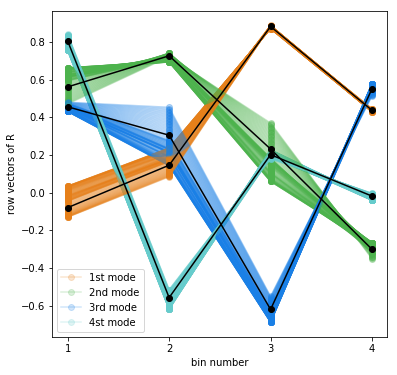 0.8
0.6
0.4
0.2
0.0
−0.2
−0.4
−0.6
row vectors of R
1st mode
2nd mode
3rd mode
4st mode
1 2 3 4
bin number